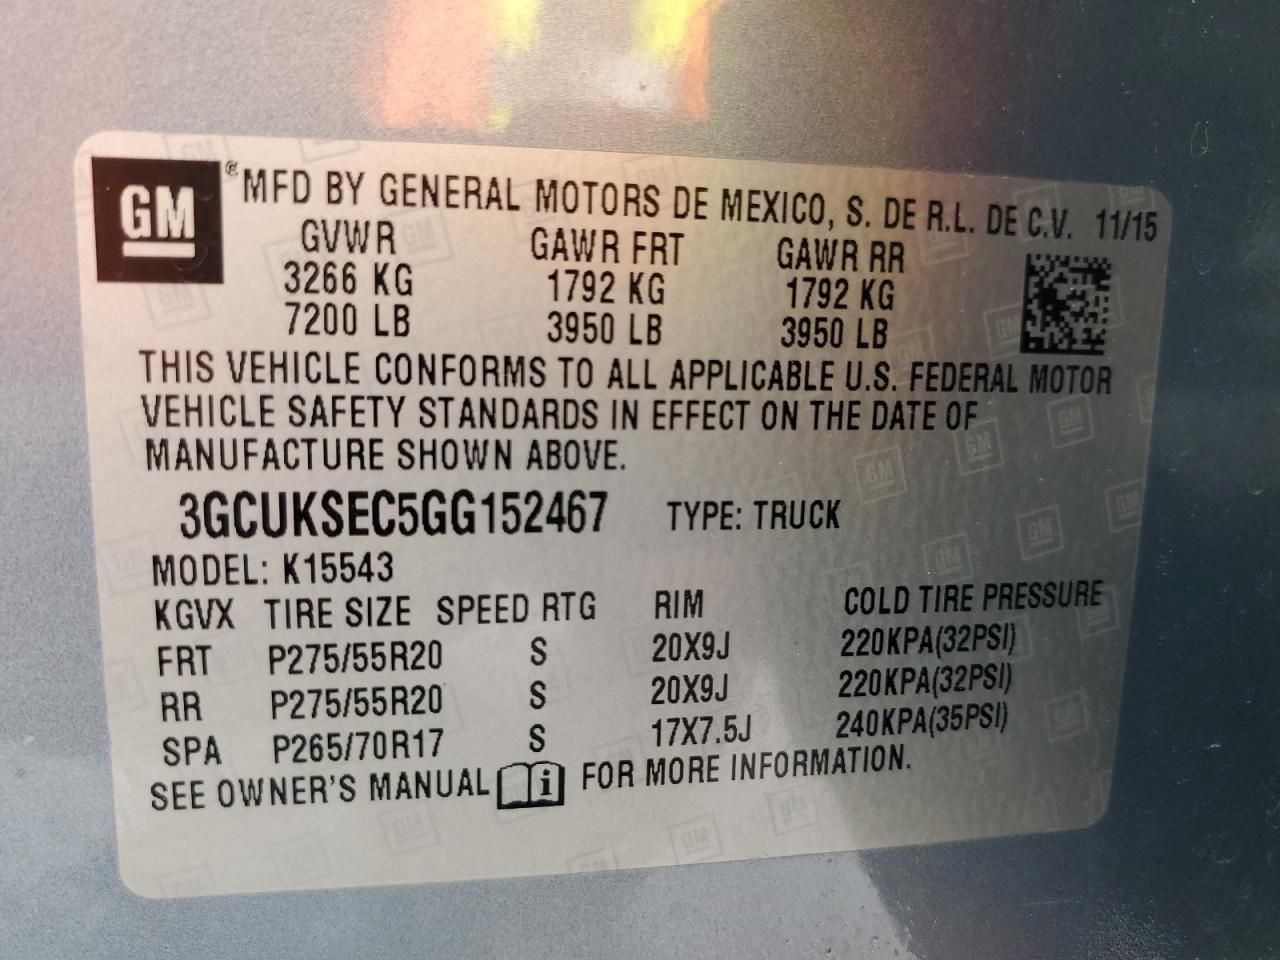 GM ® MFD BY GENERAL MOTORS DE MEXICO, S. DE R.L. DE C.V. 11/15
GVWR GAWR FRT GAWR RR
3266 KG 1792 KG 1792 KG
7200 LB 3950 LB 3950 LB
THIS VEHICLE CONFORMS TO ALL APPLICABLE U.S. FEDERAL MOTOR
VEHICLE SAFETY STANDARDS IN EFFECT ON THE DATE OF
MANUFACTURE SHOWN ABOVE.
3GCUKSEC5GG152467 TYPE: TRUCK
MODEL: K15543
KGVX TIRE SIZE SPEED RTG RIM COLD TIRE PRESSURE
FRT P275/55R20 S 20X9J 220KPA(32PSI)
RR P275/55R20 S 20X9J 220KPA(32PSI)
SPA P265/70R17 S 17X7.5J 240KPA(35PSI)
SEE OWNER'S MANUAL i FOR MORE INFORMATION.